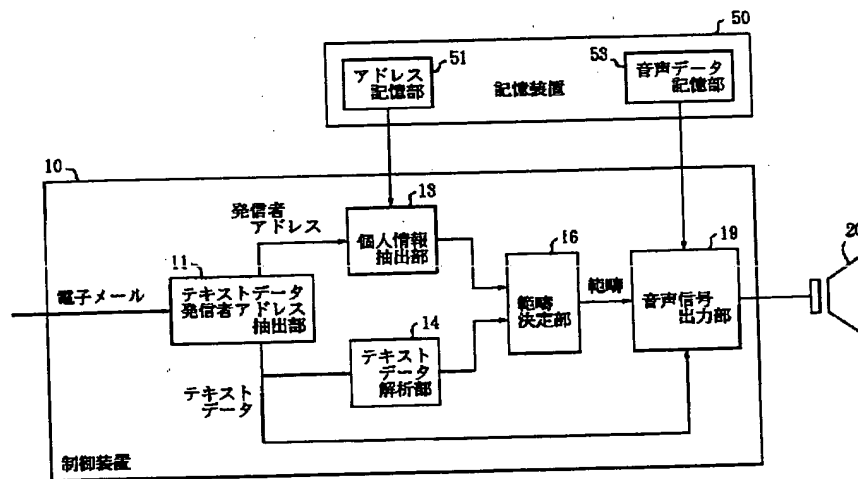 50
51
アドレス
記憶部
記憶装置
53
音声データ
記憶部
10
発信者
アドレス
13
個人情報
抽出部
電子メール
11
テキストデータ
発信者アドレス
抽出部
16
範疇
決定部
範疇
19
音声信号
出力部
20
14
テキスト
データ
解析部
テキスト
データ
制御装置